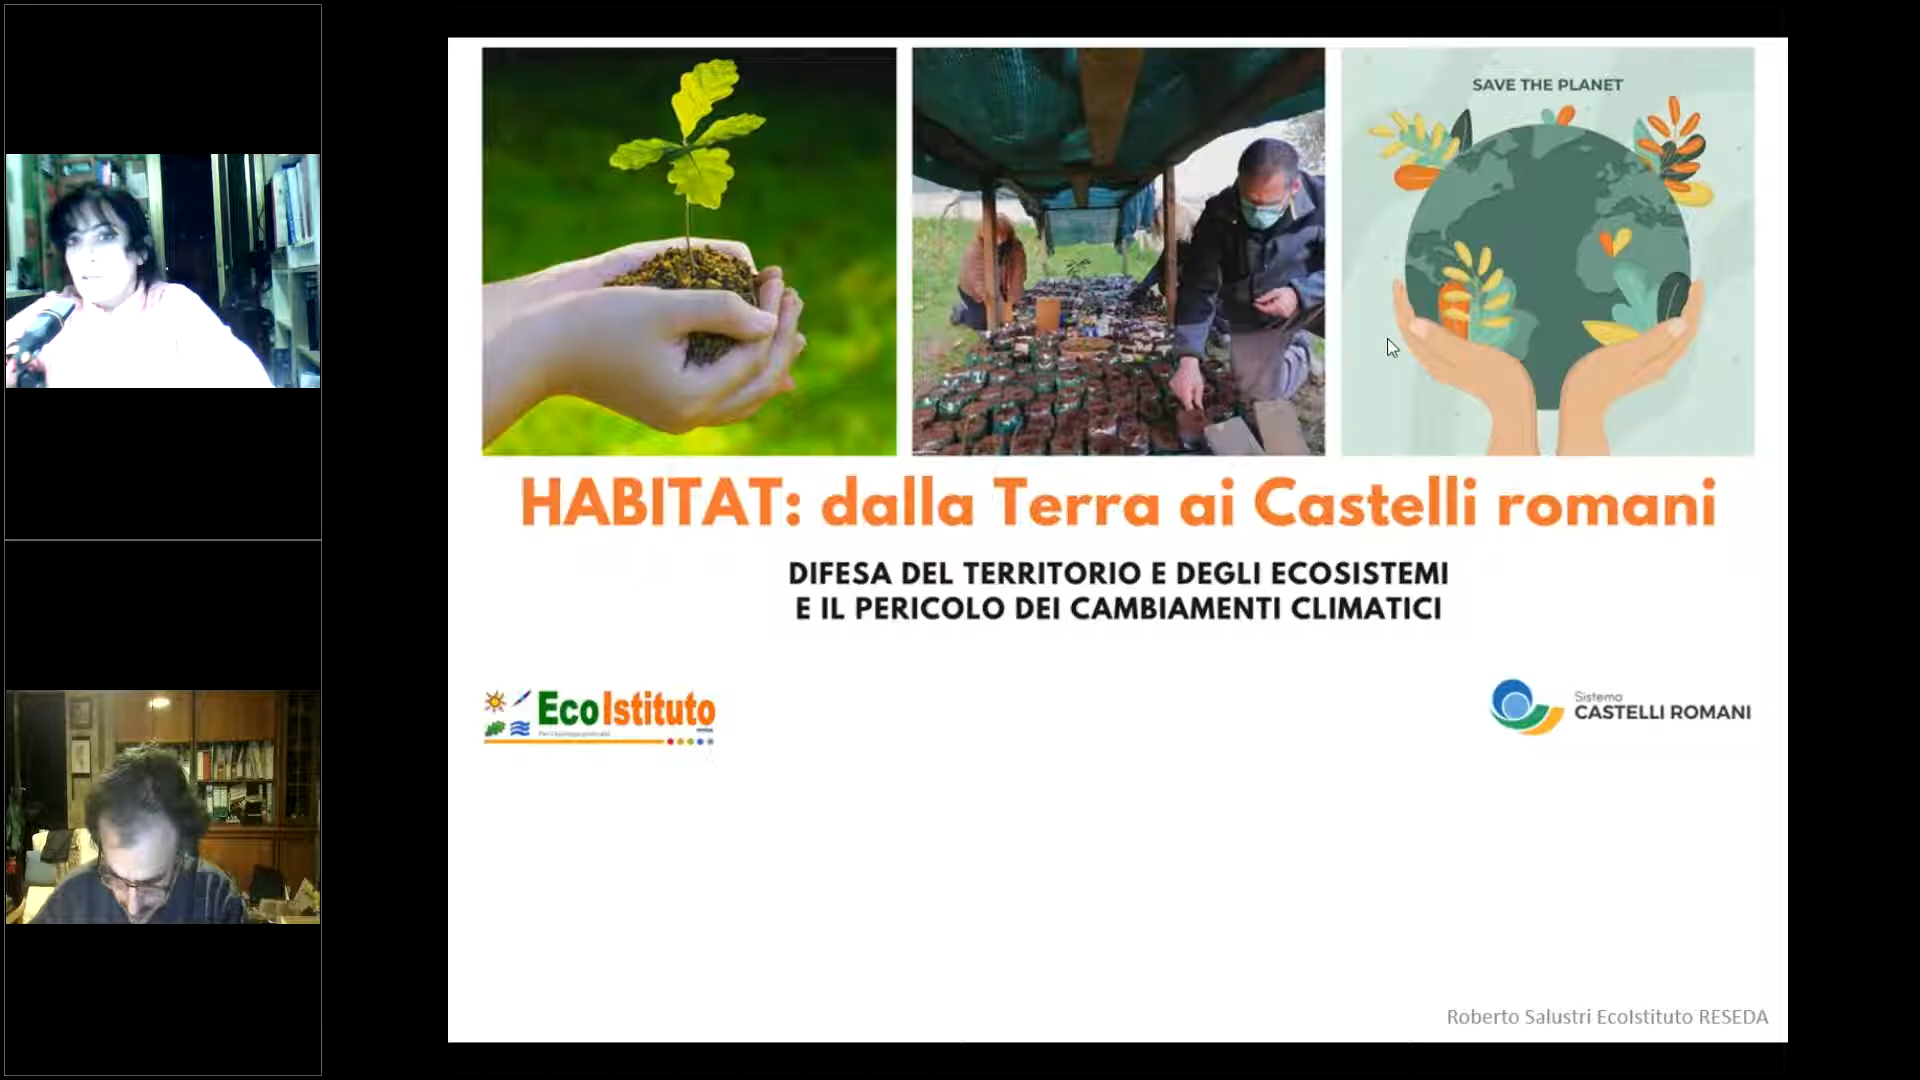 SAVE THE PLANET
HABITAT: dalla Terra ai Castelli romani
DIFESA DEL TERRITORIO E DEGLI ECOSISTEMI
E IL PERICOLO DEI CAMBIAMENTI CLIMATICI
EcoIstituto
Sistema
CASTELLI ROMANI
Roberto Salustri EcoIstituto RESEDA